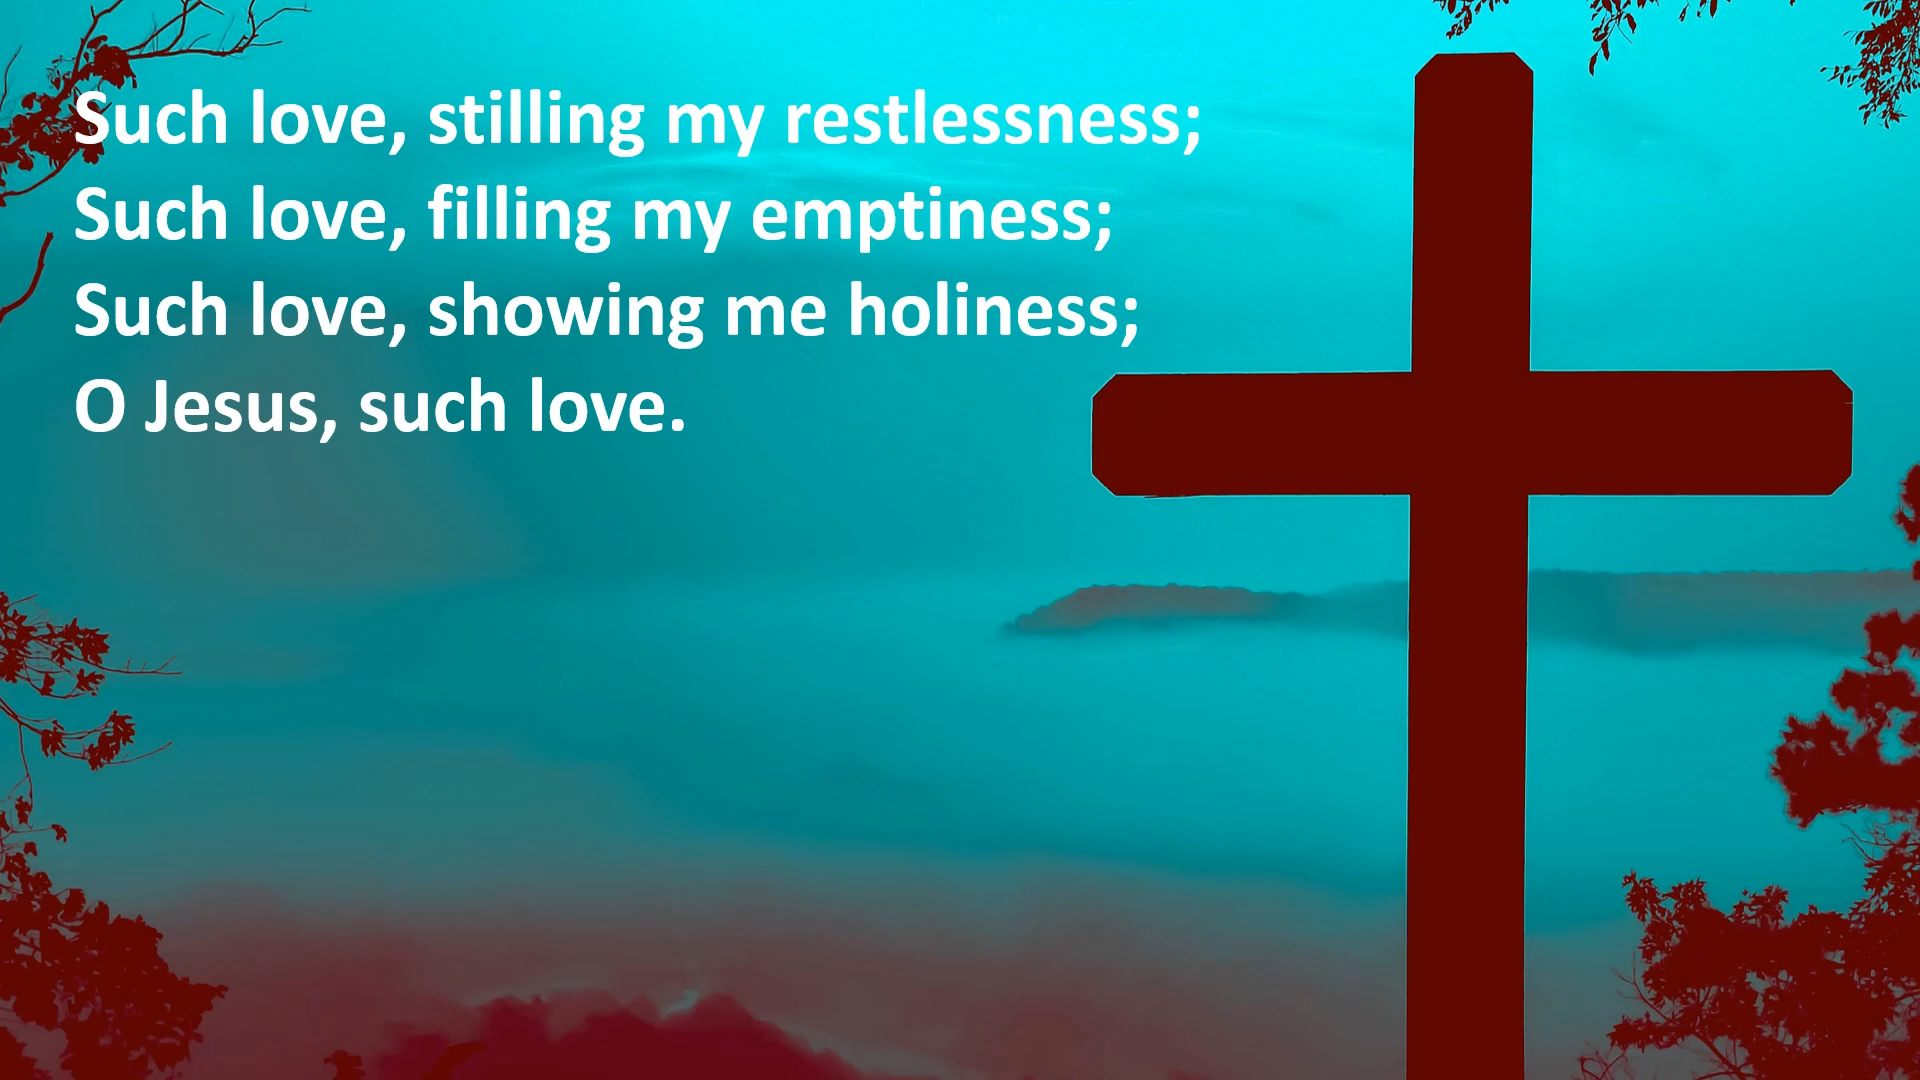 Such love, stilling my restlessness;
Such love, filling my emptiness;
Such love, showing me holiness;
O Jesus, such love.